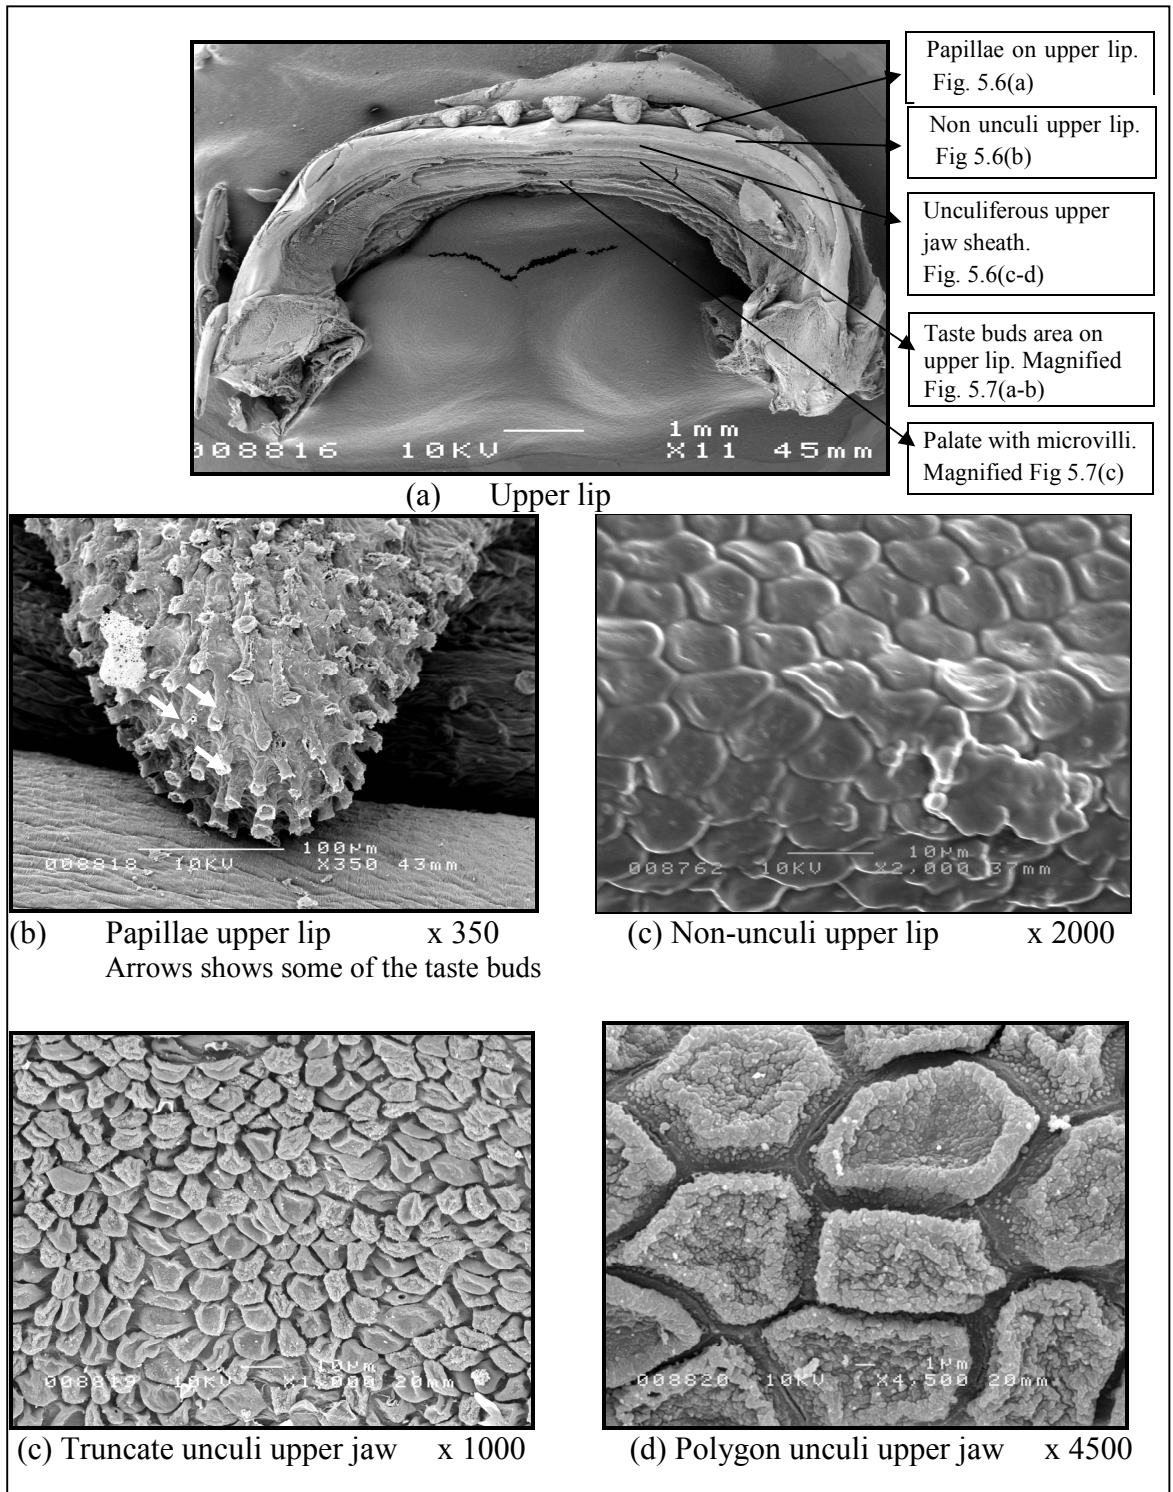 Papillae on upper lip.
Fig. 5.6(a)
Non unculi upper lip.
Fig 5.6(b)
Unculiferous upper
jaw sheath.
Fig. 5.6(c-d)
Taste buds area on
upper lip. Magnified
Fig. 5.7(a-b)
Palate with microvilli.
Magnified Fig 5.7(c)
008816 10KV 1mm X11 45mm
(a) Upper lip
100µm
008818 10KV X350 43mm
10µm
008762 10KV X2,000 37mm
(b) Papillae upper lip x 350
Arrows shows some of the taste buds
(c) Non-unculi upper lip x 2000
10µm
008819 10KV X1,000 20mm
1µm
008820 10KV X4,500 20mm
(c) Truncate unculi upper jaw x 1000
(d) Polygon unculi upper jaw x 4500